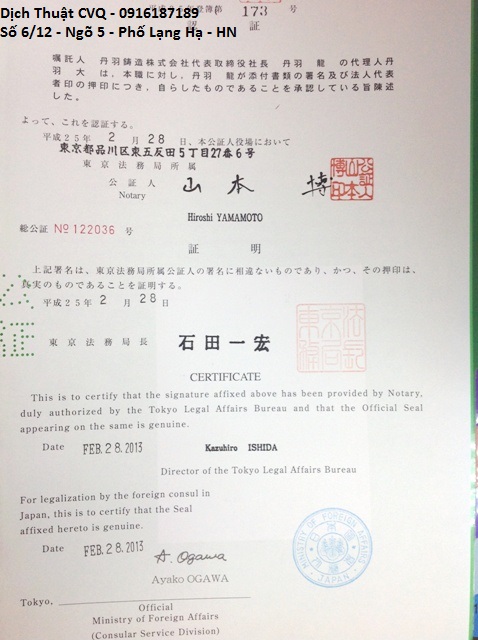 Dịch Thuật CVQ - 0916187189
Số 6/12 - Ngõ 5 - Phố Lạng Hạ - HN
173 号
認 証
嘱託人 丹羽鋳造株式会社代表取締役社長 丹羽 龍 の代理人丹
羽 大 は、本職に対し、丹羽 龍が添付書類の署名及び法人代表
者印の押印につき、自らしたものであることを承認している旨陳述
した。
よって、これを認証する。
平成25年 2 月 28 日、本公証人役場において
東京都品川区東五反田5丁目27番6号
東京法務局所属
公証人 山本 博
Notary
Hiroshi YAMAMOTO
総公証 Nº 122036 号
証 明
上記署名は、東京法務局所属公証人の署名に相違ないものであり、かつ、その押印は、
真実のものであることを証明する。
平成25年 2 月 28 日
東京法務局長 石田一宏
CERTIFICATE
This is to certify that the signature affixed above has been provided by Notary,
duly authorized by the Tokyo Legal Affairs Bureau and that the Official Seal
appearing on the same is genuine.
Date FEB. 28. 2013
Kazuhiro ISHIDA
Director of the Tokyo Legal Affairs Bureau
For legalization by the foreign consul in
Japan, this is to certify that the Seal
affixed hereto is genuine.
Date FEB. 28. 2013
A. Ogawa
Ayako OGAWA
Tokyo,
Official
Ministry of Foreign Affairs
(Consular Service Division)
MINISTRY OF FOREIGN AFFAIRS
JAPAN